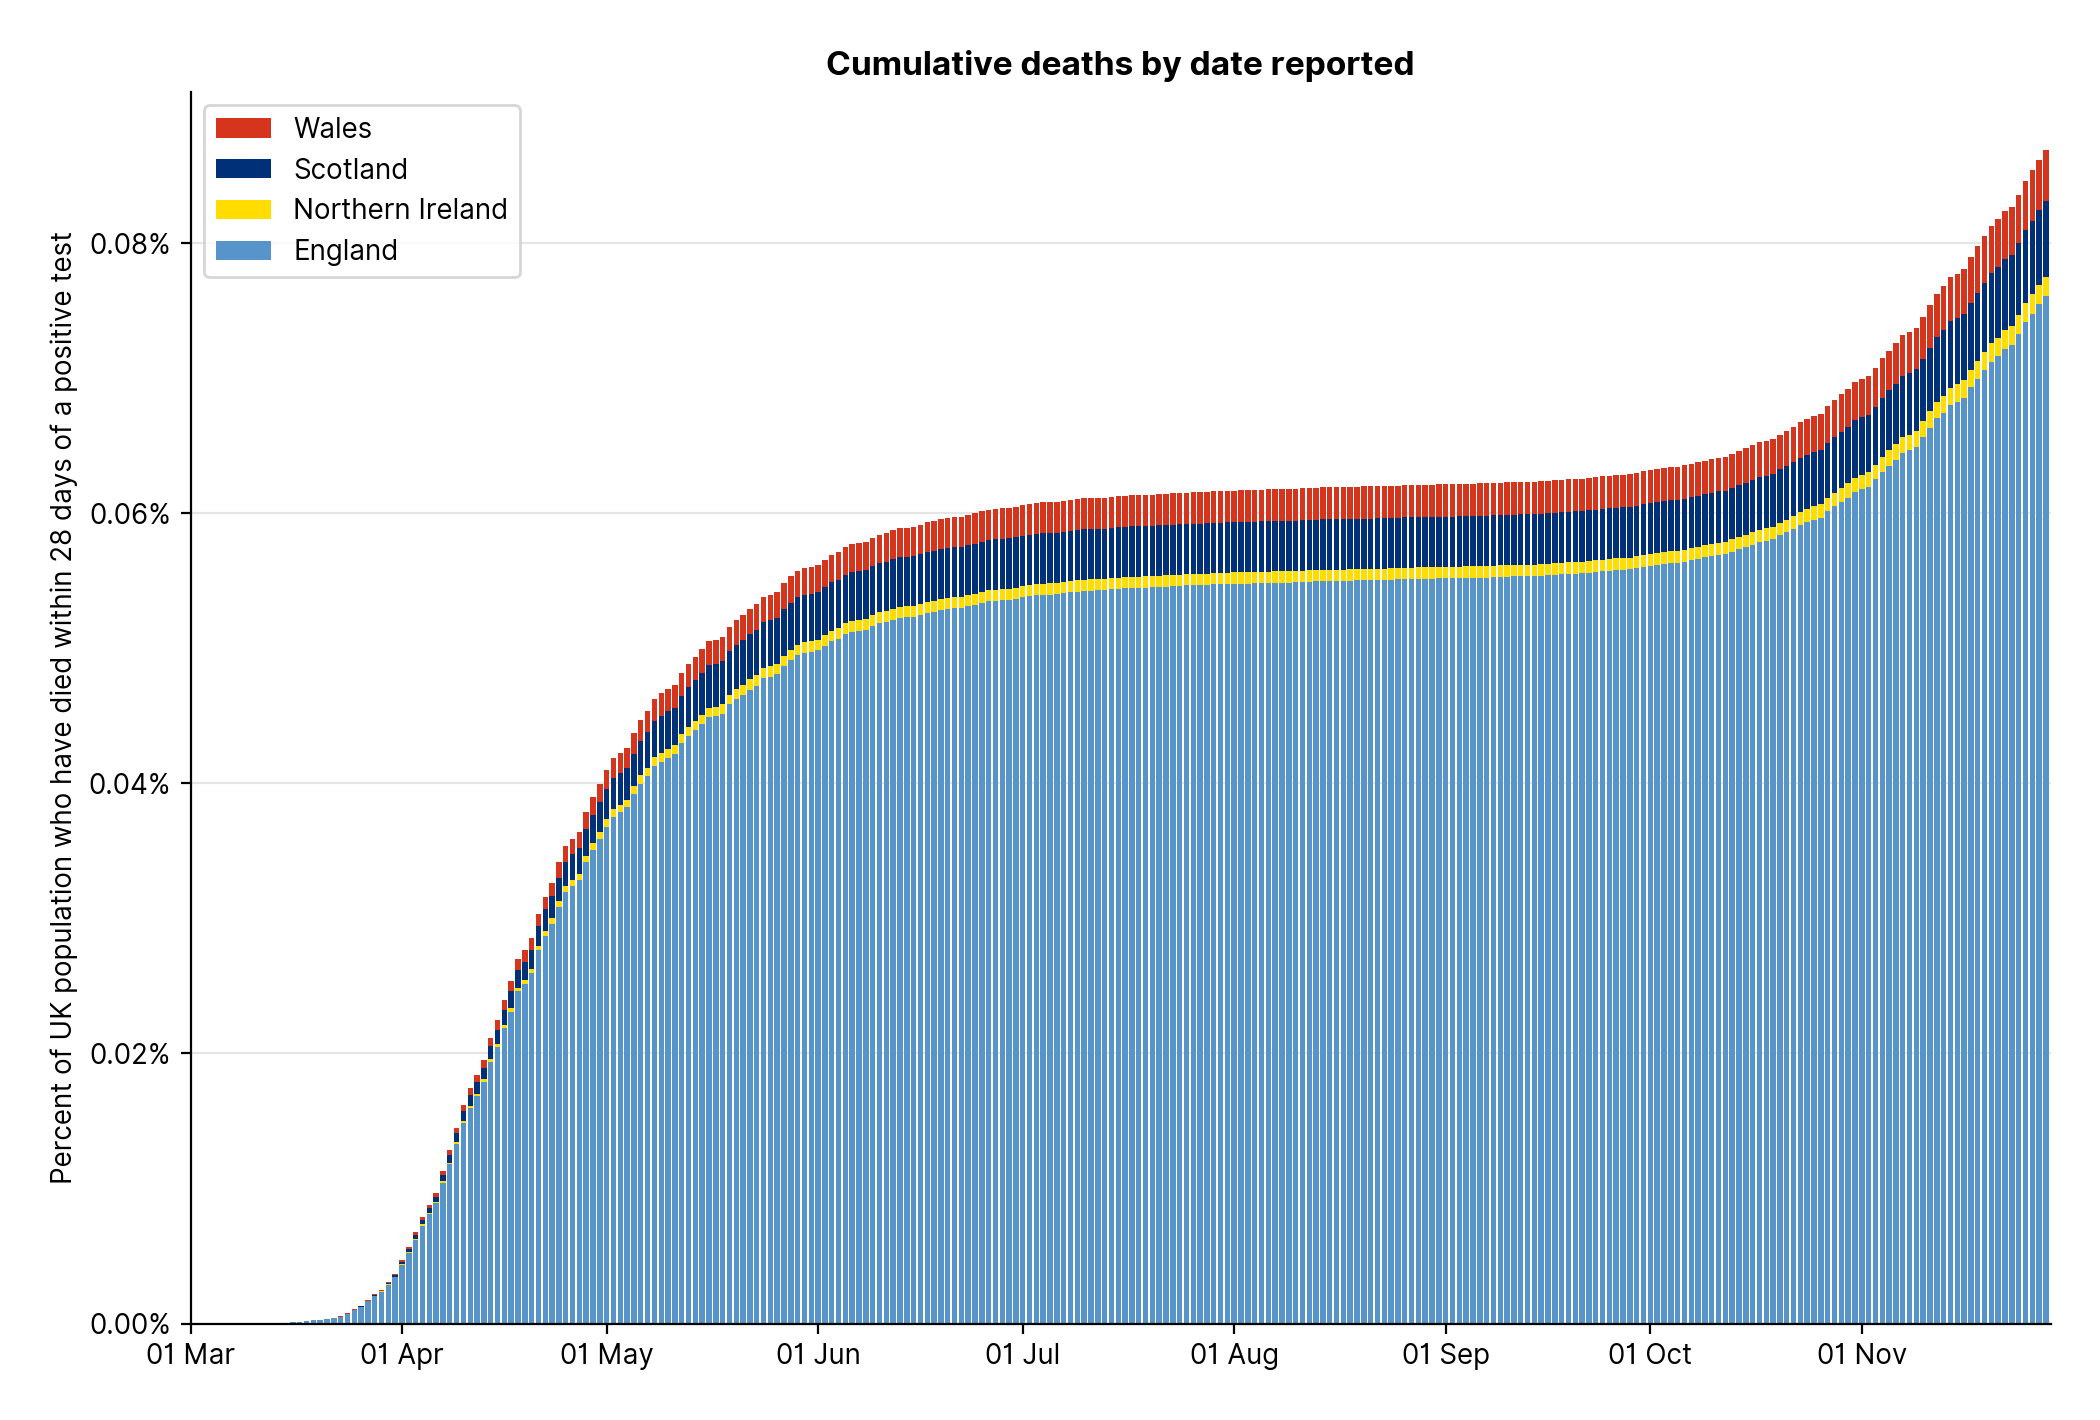 Cumulative deaths by date reported
Wales
Scotland
Northern Ireland
England
Percent of UK population who have died within 28 days of a positive test
0.08%
0.06%
0.04%
0.02%
0.00%
01 Mar
01 Apr
01 May
01 Jun
01 Jul
01 Aug
01 Sep
01 Oct
01 Nov